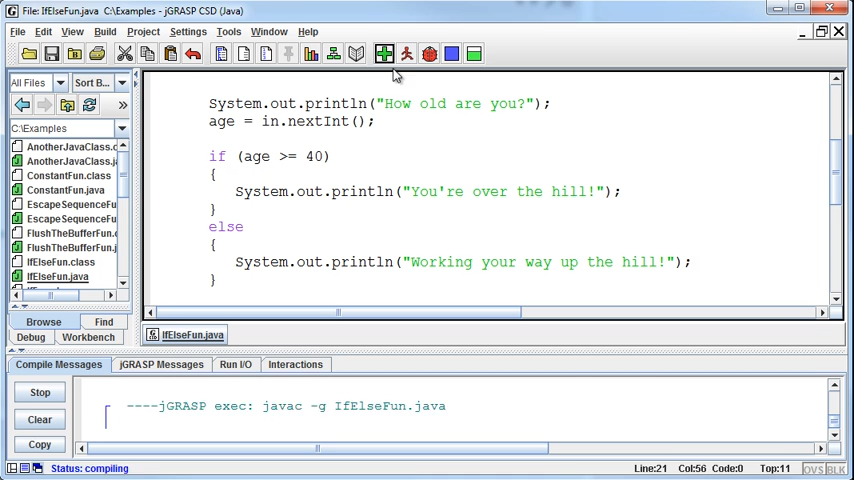 File: IfElseFun.java - jGRASP CSD (Java)
File Edit View Build Project Settings Tools Window Help
All Files Sort B...
C:\Examples
AnotherJavaClass.c
AnotherJavaClass.ja
ConstantFun.class
ConstantFun.java
EscapeSequenceFu
EscapeSequenceFu
FlushTheBufferFun.c
FlushTheBufferFun.j
IfElseFun.class
IfElseFun.java
Browse Find
Debug Workbench
System.out.println("How old are you?");
age = in.nextInt();
if (age >= 40)
{
System.out.println("You're over the hill!");
}
else
{
System.out.println("Working your way up the hill!");
}
IfElseFun.java
Compile Messages jGRASP Messages Run I/O Interactions
Stop
Clear
Copy
----jGRASP exec: javac -g IfElseFun.java
Status: compiling Line:21 Col:56 Code:0 Top:11 OVS BLK